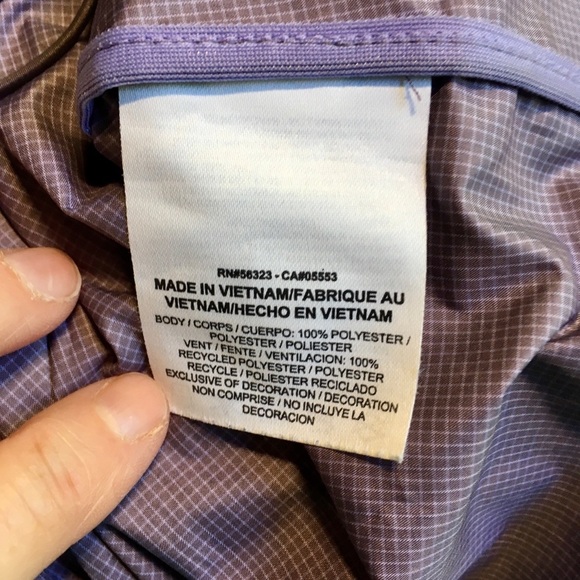 RN#56323 - CA#05553
MADE IN VIETNAM/FABRIQUE AU
VIETNAM/HECHO EN VIETNAM
BODY / CORPS / CUERPO: 100% POLYESTER /
POLYESTER / POLIESTER
VENT / FENTE / VENTILACION: 100%
RECYCLED POLYESTER / POLYESTER
RECYCLE / POLIESTER RECICLADO
EXCLUSIVE OF DECORATION / DECORATION
NON COMPRISE / NO INCLUYE LA
DECORACION